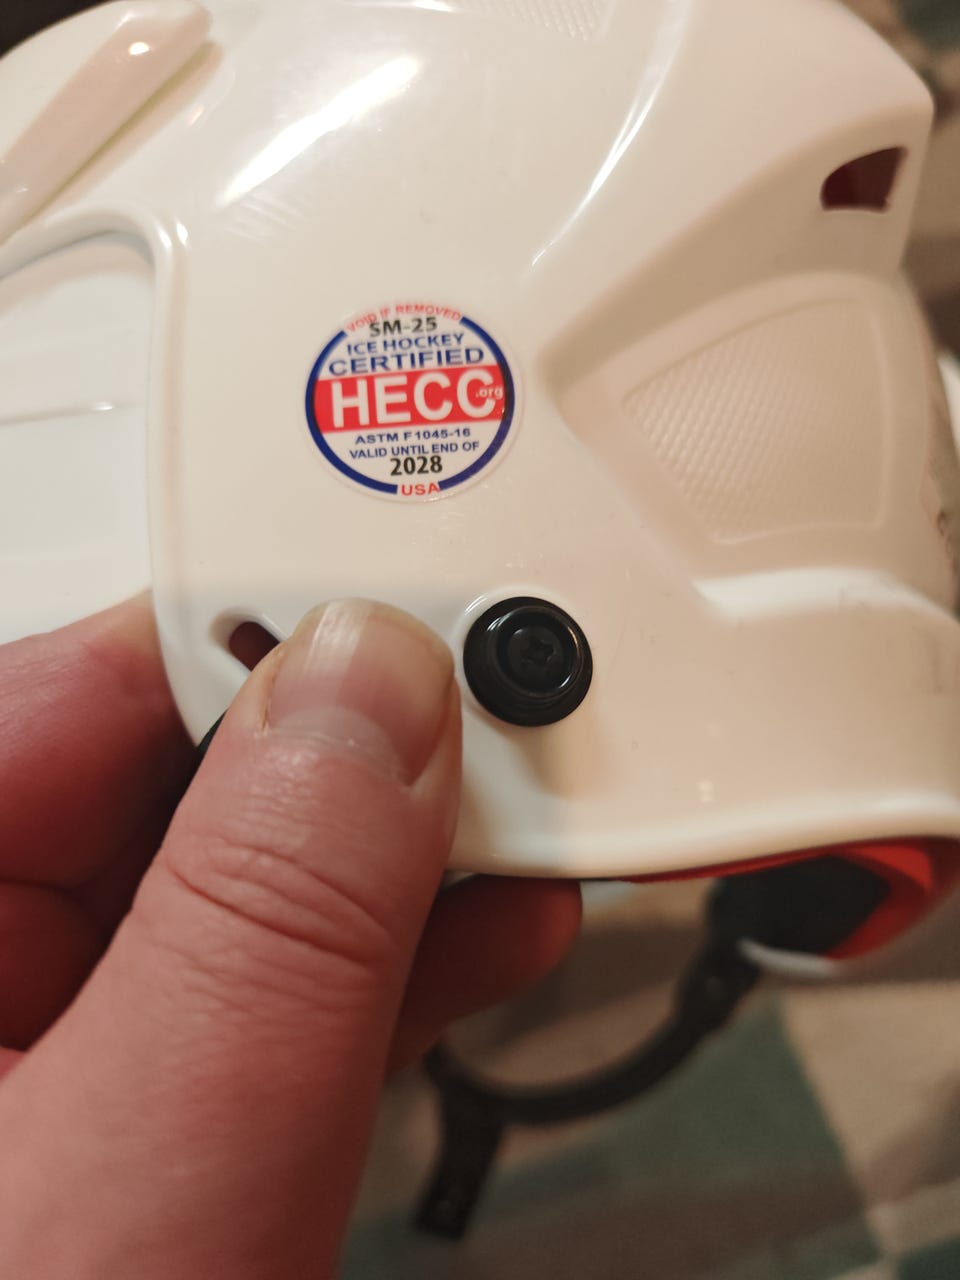 VOID IF REMOVED
SM-25
ICE HOCKEY
CERTIFIED
HECC.org
ASTM F1045-16
VALID UNTIL END OF
2028
USA